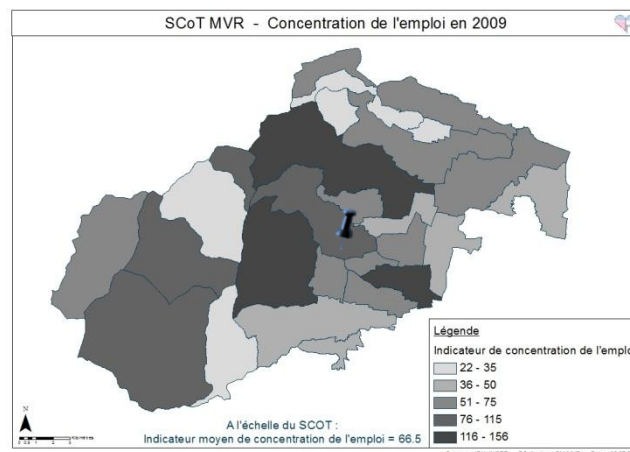 SCoT MVR - Concentration de l'emploi en 2009
Légende
Indicateur de concentration de l'emploi
22 - 35
36 - 50
51 - 75
76 - 115
116 - 156
N
A l'échelle du SCOT :
Indicateur moyen de concentration de l'emploi = 66.5